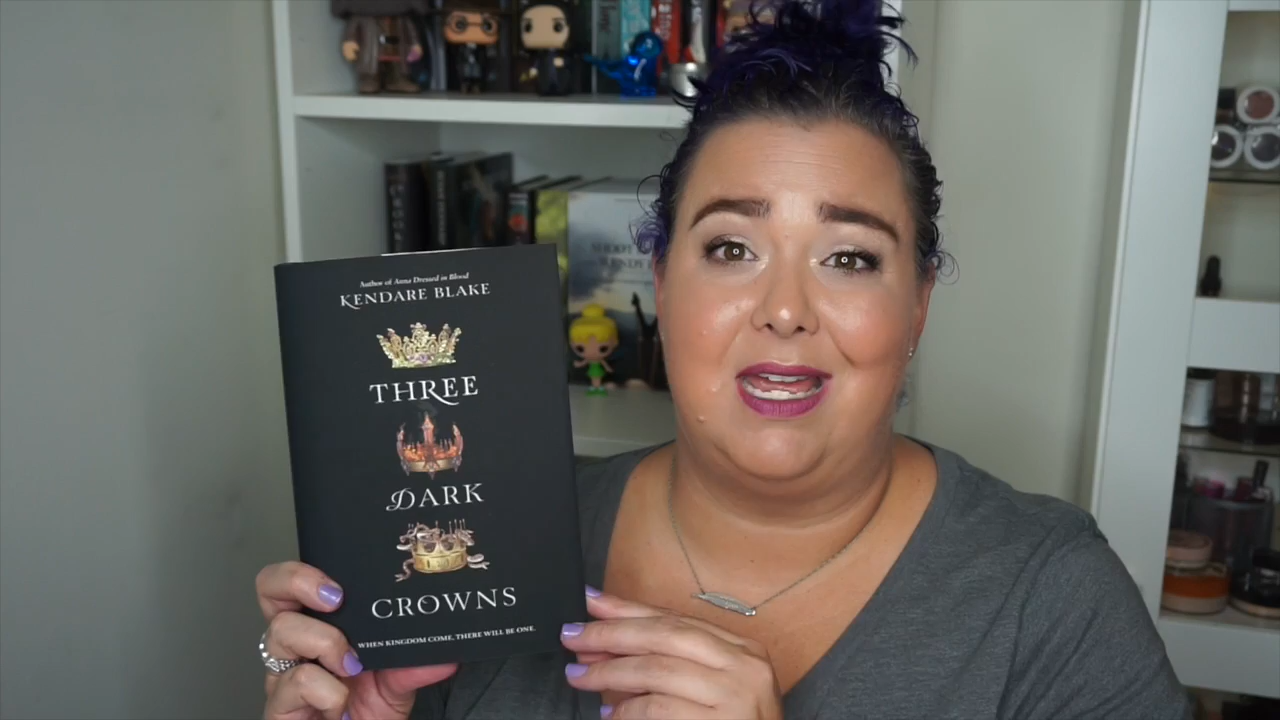 Author of Anna Dressed in Blood
KENDARE BLAKE
THREE
DARK
CROWNS
WHEN KINGDOM COME, THERE WILL BE ONE.